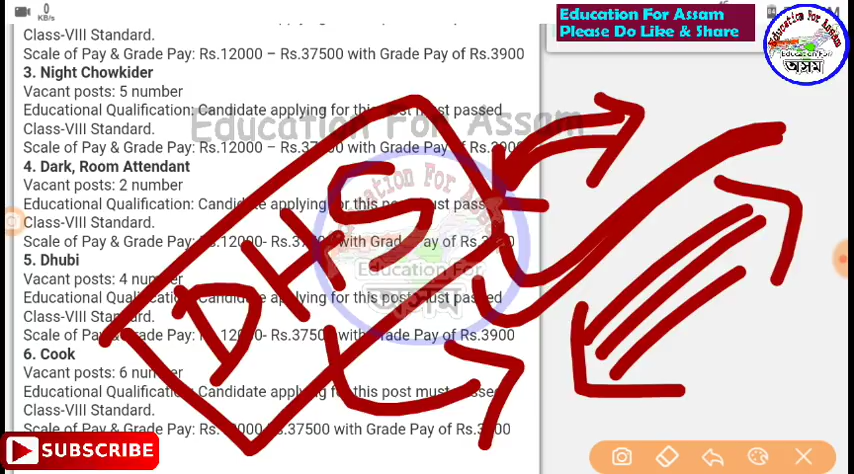 0
KB/s
Education For Assam
Please Do Like & Share
Education For
অসম
Class-VIII Standard.
Scale of Pay & Grade Pay: Rs.12000 – Rs.37500 with Grade Pay of Rs.3900
3. Night Chowkider
Vacant posts: 5 number
Educational Qualification: Candidate applying for this post must passed
Class-VIII Standard.
Education For Assam
Scale of Pay & Grade Pay: Rs.12000 – Rs.37500 with Grade Pay of Rs.3900
4. Dark, Room Attendant
Vacant posts: 2 number
Educational Qualification: Candidate applying for this post must passed
Class-VIII Standard.
Scale of Pay & Grade Pay: Rs.12000- Rs.37500 with Grade Pay of Rs.3900
5. Dhubi
Vacant posts: 4 number
Educational Qualification: Candidate applying for this post must passed
Class-VIII Standard.
Scale of Pay & Grade Pay: Rs.12000- Rs.37500 with Grade Pay of Rs.3900
6. Cook
Vacant posts: 6 number
Educational Qualification: Candidate applying for this post must passed
Class-VIII Standard.
Scale of Pay & Grade Pay: Rs.12000- Rs.37500 with Grade Pay of Rs.3900
DHS
Education For
অসম
SUBSCRIBE